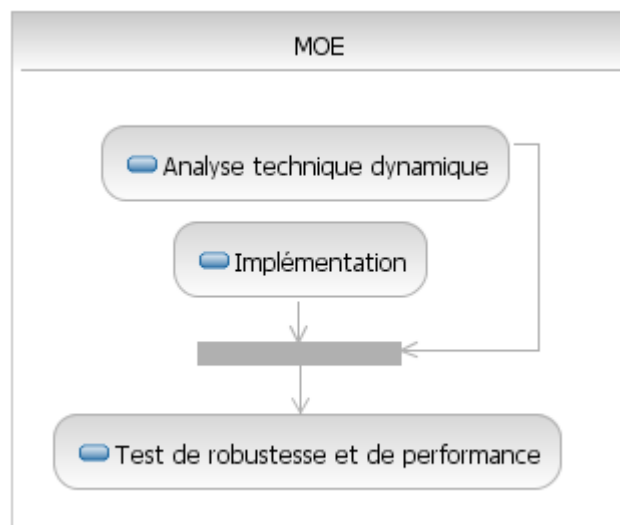 MOE
Analyse technique dynamique
Implémentation
Test de robustesse et de performance